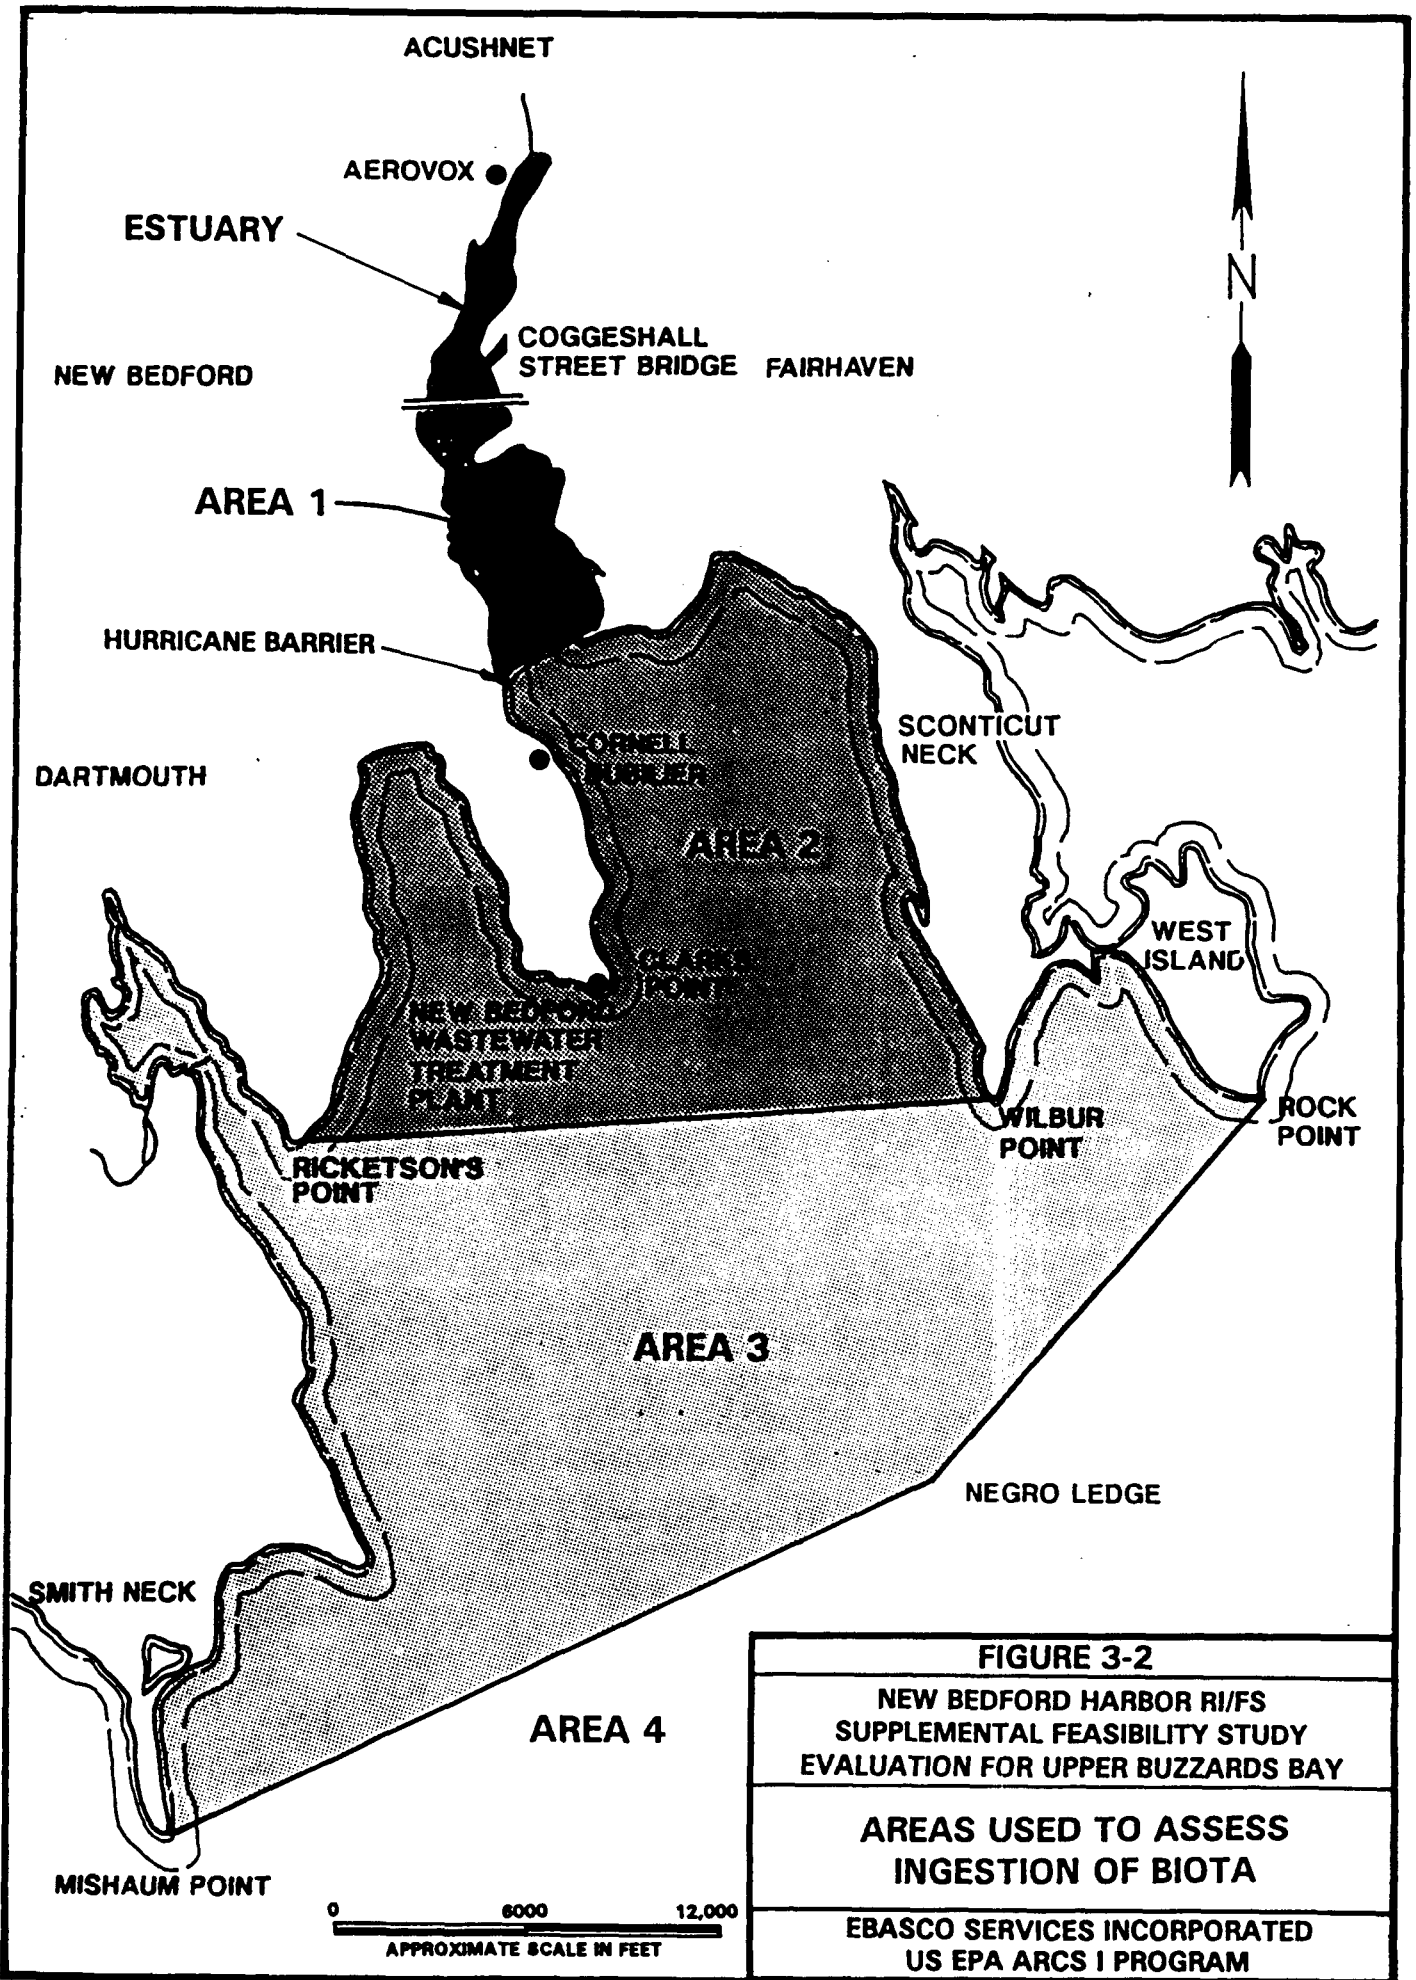 ACUSHNET
AEROVOX
ESTUARY
N
COGGESHALL
STREET BRIDGE
FAIRHAVEN
NEW BEDFORD
AREA 1
HURRICANE BARRIER
SCONTICUT
NECK
CORNELL
DUBILIER
DARTMOUTH
AREA 2
WEST
ISLAND
CLARKS
POINT
NEW BEDFORD
WASTEWATER
TREATMENT
PLANT
ROCK
POINT
WILBUR
POINT
RICKETSON'S
POINT
AREA 3
NEGRO LEDGE
SMITH NECK
AREA 4
MISHAUM POINT
0 6000 12,000
APPROXIMATE SCALE IN FEET
FIGURE 3-2
NEW BEDFORD HARBOR RI/FS
SUPPLEMENTAL FEASIBILITY STUDY
EVALUATION FOR UPPER BUZZARDS BAY
AREAS USED TO ASSESS
INGESTION OF BIOTA
EBASCO SERVICES INCORPORATED
US EPA ARCS I PROGRAM